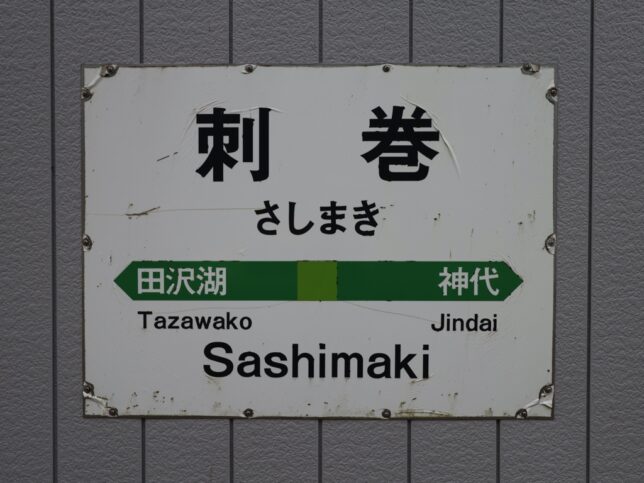 刺巻
さしまき
田沢湖 神代
Tazawako Jindai
Sashimaki